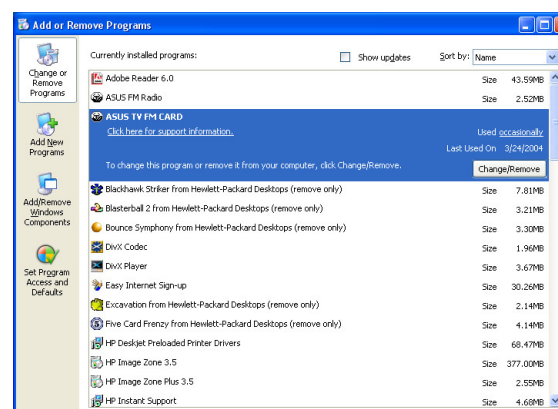 Add or Remove Programs
Change or
Remove
Programs
Add New
Programs
Add/Remove
Windows
Components
Set Program
Access and
Defaults
Currently installed programs:
Show updates
Sort by: Name
Adobe Reader 6.0 Size 43.59MB
ASUS FM Radio Size 2.52MB
ASUS TV FM CARD
Click here for support information. Used occasionally
Last Used On 3/24/2004
To change this program or remove it from your computer, click Change/Remove. Change/Remove
Blackhawk Striker from Hewlett-Packard Desktops (remove only) Size 7.81MB
Blasterball 2 from Hewlett-Packard Desktops (remove only) Size 3.21MB
Bounce Symphony from Hewlett-Packard Desktops (remove only) Size 3.30MB
DivX Codec Size 1.96MB
DivX Player Size 3.67MB
Easy Internet Sign-up Size 30.26MB
Excavation from Hewlett-Packard Desktops (remove only) Size 2.14MB
Five Card Frenzy from Hewlett-Packard Desktops (remove only) Size 4.14MB
HP Deskjet Preloaded Printer Drivers Size 68.47MB
HP Image Zone 3.5 Size 377.00MB
HP Image Zone Plus 3.5 Size 2.55MB
HP Instant Support Size 4.68MB